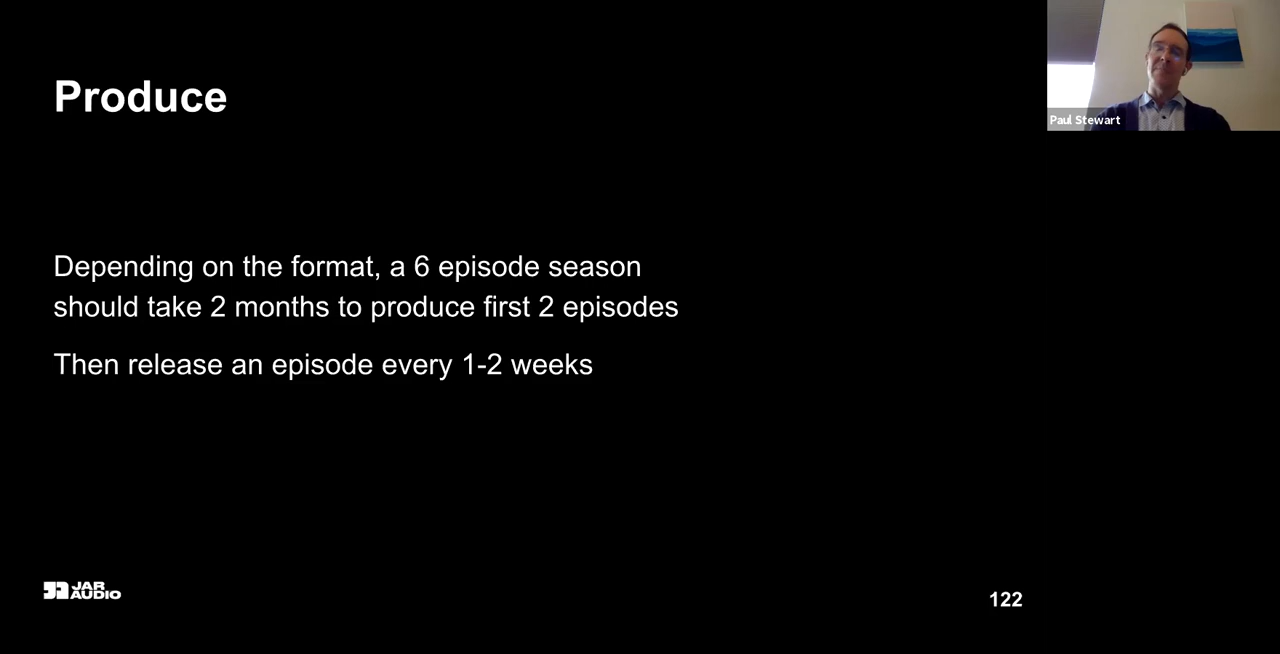 Produce
Paul Stewart
Depending on the format, a 6 episode season
should take 2 months to produce first 2 episodes
Then release an episode every 1-2 weeks
JAR
AUDIO
122